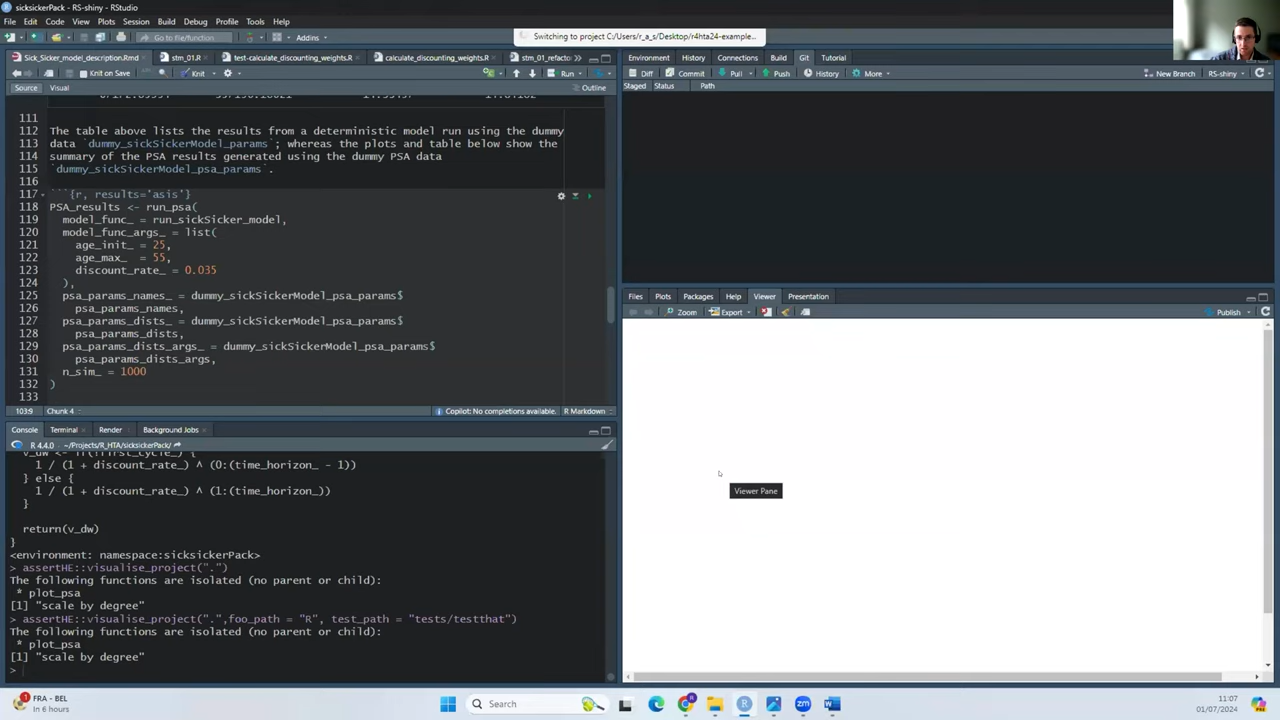 sicksickerPack - RS-shiny - RStudio
File Edit Code View Plots Session Build Debug Profile Tools Help
Go to file/function Addins
Switching to project C:/Users/r_a_s/Desktop/r4hta24-example...
Sick_Sicker_model_description.Rmd stm_01.R test-calculate_discounting_weights.R calculate_discounting_weights.R stm_01_refacto
Knit on Save Knit Run
Source Visual Outline
111
112 The table above lists the results from a deterministic model run using the dummy
113 data `dummy_sickSickerModel_params`; whereas the plots and table below show the
114 summary of the PSA results generated using the dummy PSA data
115 `dummy_sickSickerModel_psa_params`.
116
117 ```{r, results='asis'}
118 PSA_results <- run_psa(
119 model_func_ = run_sickSicker_model,
120 model_func_args_ = list(
121 age_init_ = 25,
122 age_max_ = 55,
123 discount_rate_ = 0.035
124 ),
125 psa_params_names_ = dummy_sickSickerModel_psa_params$
126 psa_params_names,
127 psa_params_dists_ = dummy_sickSickerModel_psa_params$
128 psa_params_dists,
129 psa_params_dists_args_ = dummy_sickSickerModel_psa_params$
130 psa_params_dists_args,
131 n_sim_ = 1000
132 )
133
103:9 Chunk 4 Copilot: No completions available. R Markdown
Console Terminal Render Background Jobs
R 4.4.0 · ~/Projects/R_HTA/sicksickerPack/
v_dw <- if(!first_cycle_) {
1 / (1 + discount_rate_) ^ (0:(time_horizon_ - 1))
else {
1 / (1 + discount_rate_) ^ (1:(time_horizon_))
}
return(v_dw)
}
<environment: namespace:sicksickerPack>
> assertHE::visualise_project(".")
The following functions are isolated (no parent or child):
* plot_psa
[1] "scale by degree"
> assertHE::visualise_project(".",foo_path = "R", test_path = "tests/testthat")
The following functions are isolated (no parent or child):
* plot_psa
[1] "scale by degree"
>
Environment History Connections Build Git Tutorial
Diff Commit Pull Push History More New Branch RS-shiny
Staged Status Path
Files Plots Packages Help Viewer Presentation
Zoom Export Publish
Viewer Pane
1
FRA - BEL
In 6 hours
Search
11:07
01/07/2024